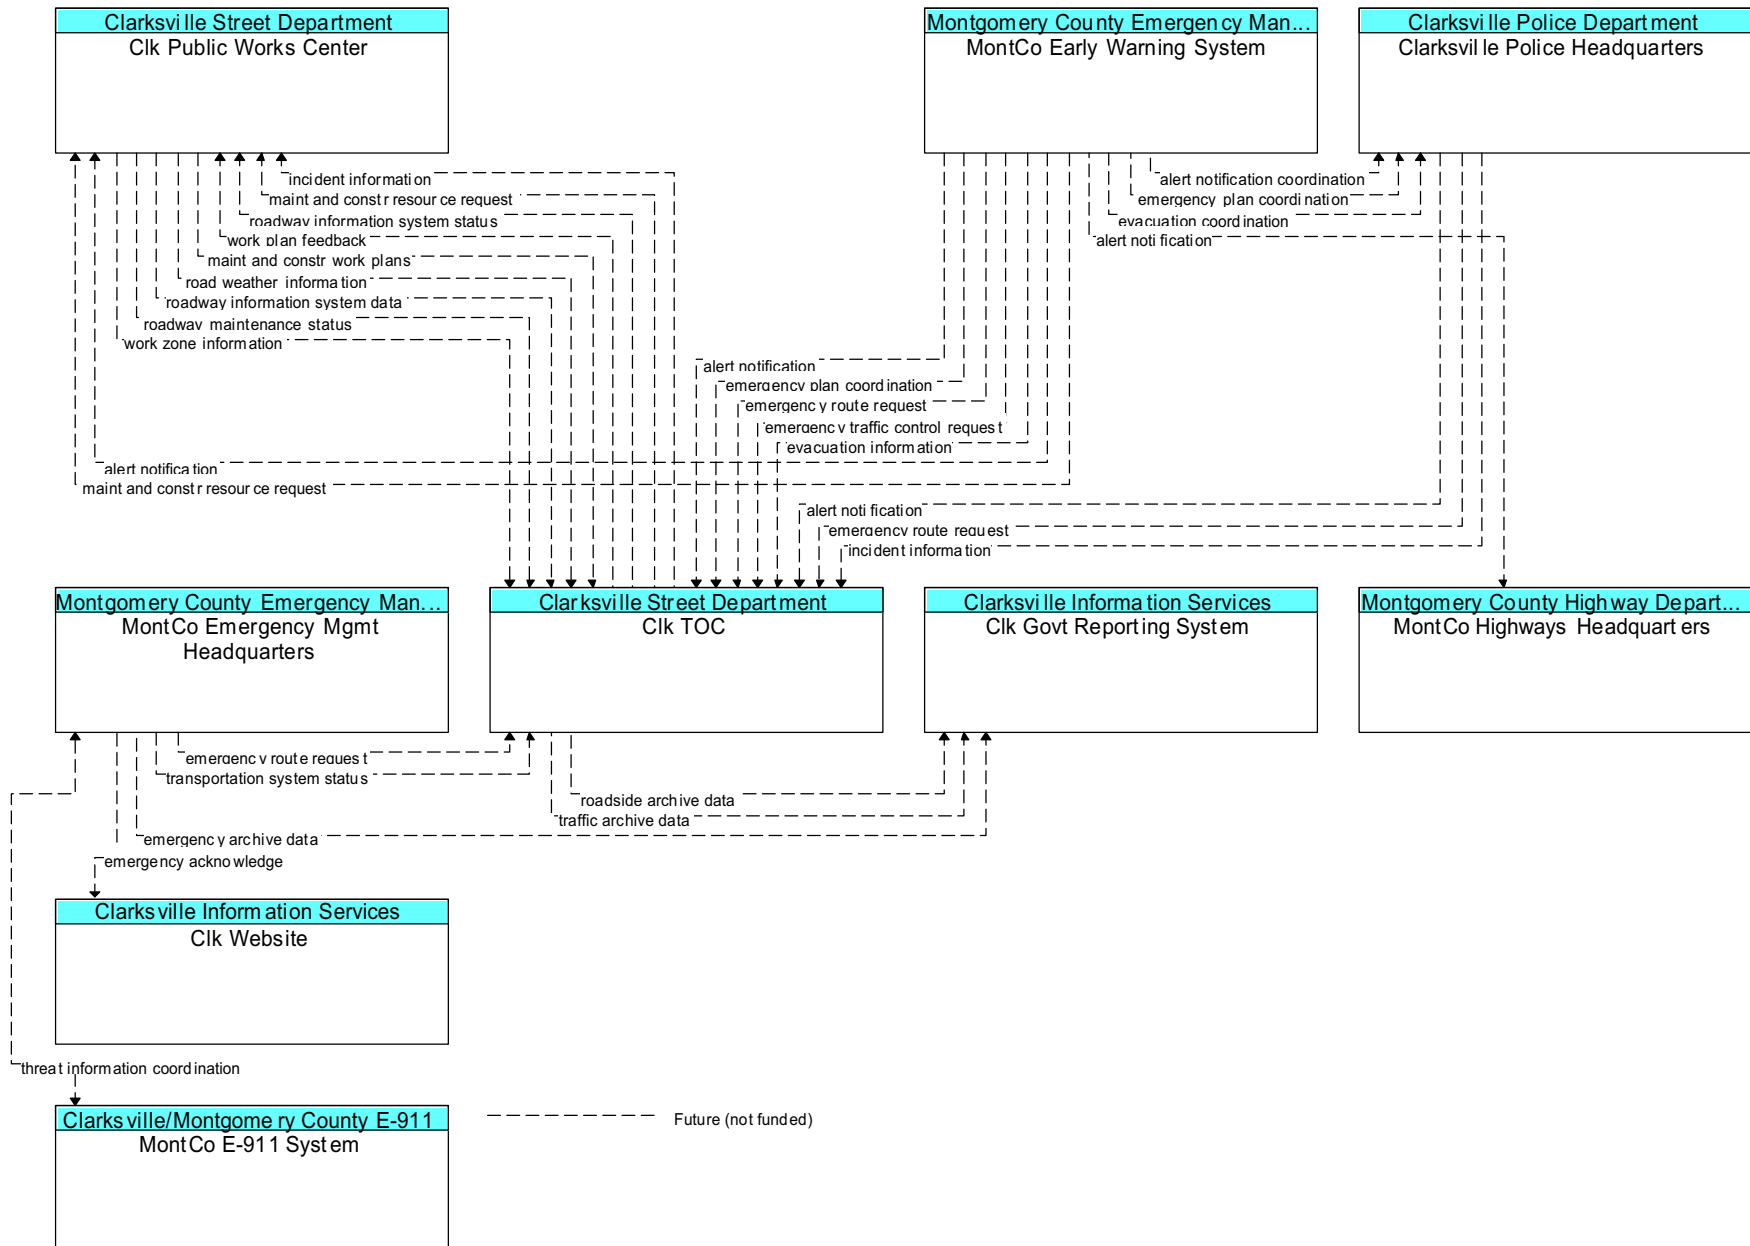 Clarksville Street Department
Clk Public Works Center
Montgomery County Emergency Man...
MontCo Early Warning System
Clarksville Police Department
Clarksville Police Headquarters
incident information
maint and constr resource request
roadway information system status
work plan feedback
maint and constr work plans
road weather information
roadway information system data
roadway maintenance status
work zone information
alert notification coordination
emergency plan coordination
evacuation coordination
alert notification
alert notification
emergency plan coordination
emergency route request
emergency traffic control request
evacuation information
alert notification
maint and constr resource request
alert notification
emergency route request
incident information
Montgomery County Emergency Man...
MontCo Emergency Mgmt
Headquarters
Clarksville Street Department
Clk TOC
Clarksville Information Services
Clk Govt Reporting System
Montgomery County Highway Depart...
MontCo Highways Headquarters
emergency route request
transportation system status
roadside archive data
traffic archive data
emergency archive data
emergency acknowledge
Clarksville Information Services
Clk Website
threat information coordination
Clarksville/Montgomery County E-911
MontCo E-911 System
Future (not funded)